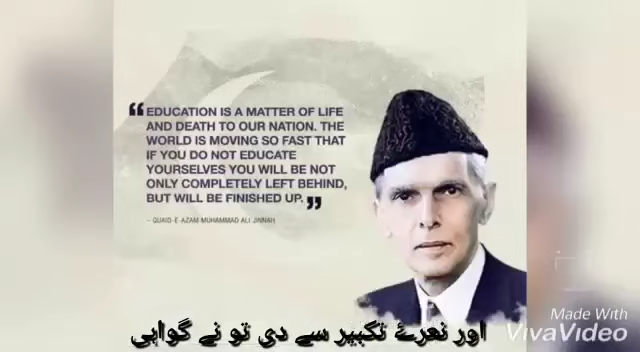 ❝ EDUCATION IS A MATTER OF LIFE
AND DEATH TO OUR NATION. THE
WORLD IS MOVING SO FAST THAT
IF YOU DO NOT EDUCATE
YOURSELVES YOU WILL BE NOT
ONLY COMPLETELY LEFT BEHIND,
BUT WILL BE FINISHED UP. ❞
– QUAID-E-AZAM MUHAMMAD ALI JINNAH
اور نعرۂ تکبیر سے دی تو نے گواہی
Made With
VivaVideo